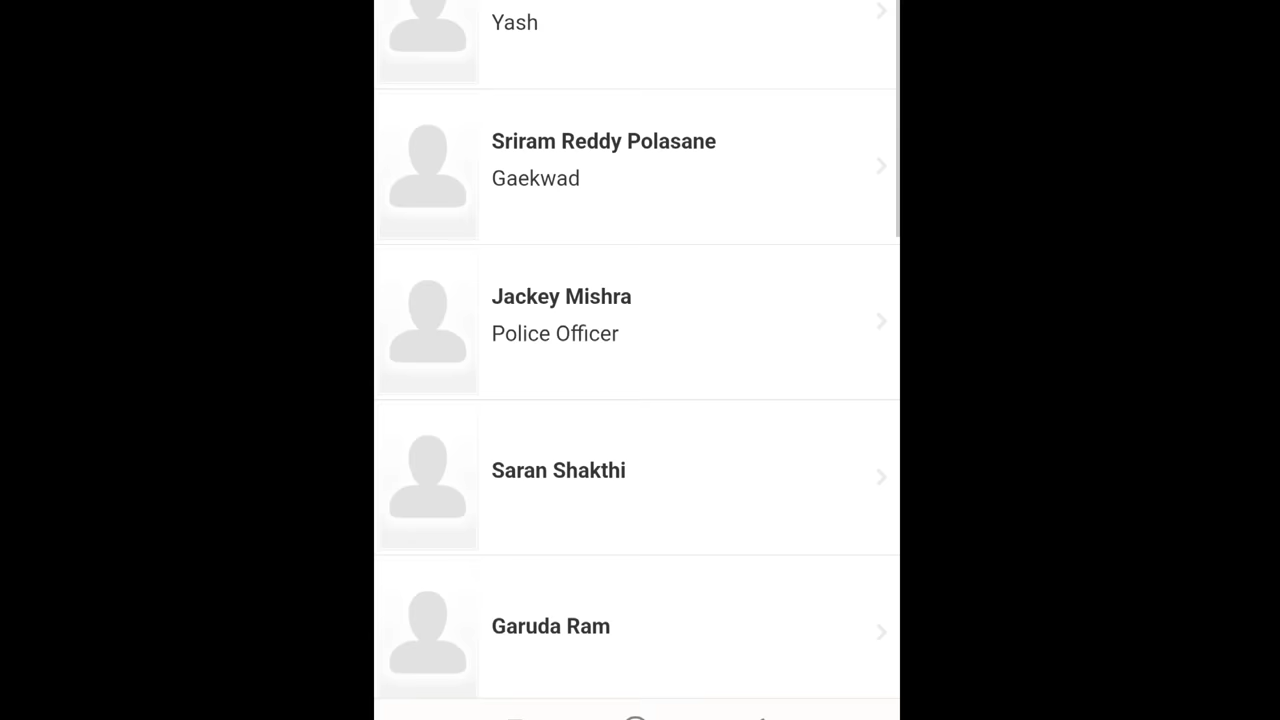 Yash
Sriram Reddy Polasane
Gaekwad
Jackey Mishra
Police Officer
Saran Shakthi
Garuda Ram